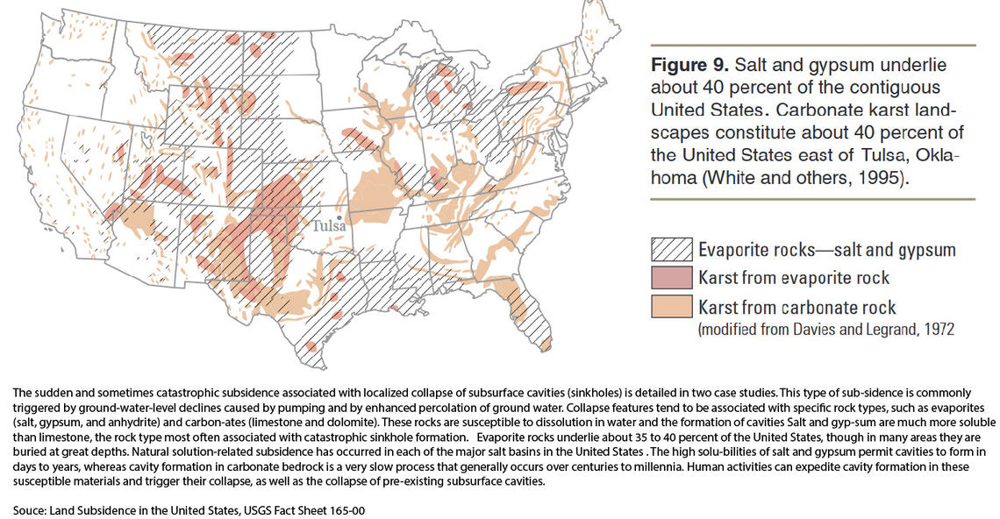 Figure 9. Salt and gypsum underlie
about 40 percent of the contiguous
United States. Carbonate karst land-
scapes constitute about 40 percent of
the United States east of Tulsa, Okla-
homa (White and others, 1995).
Tulsa
Evaporite rocks—salt and gypsum
Karst from evaporite rock
Karst from carbonate rock
(modified from Davies and Legrand, 1972
The sudden and sometimes catastrophic subsidence associated with localized collapse of subsurface cavities (sinkholes) is detailed in two case studies. This type of sub-sidence is commonly
triggered by ground-water-level declines caused by pumping and by enhanced percolation of ground water. Collapse features tend to be associated with specific rock types, such as evaporites
(salt, gypsum, and anhydrite) and carbon-ates (limestone and dolomite). These rocks are susceptible to dissolution in water and the formation of cavities Salt and gyp-sum are much more soluble
than limestone, the rock type most often associated with catastrophic sinkhole formation. Evaporite rocks underlie about 35 to 40 percent of the United States, though in many areas they are
buried at great depths. Natural solution-related subsidence has occurred in each of the major salt basins in the United States . The high solu-bilities of salt and gypsum permit cavities to form in
days to years, whereas cavity formation in carbonate bedrock is a very slow process that generally occurs over centuries to millennia. Human activities can expedite cavity formation in these
susceptible materials and trigger their collapse, as well as the collapse of pre-existing subsurface cavities.
Souce: Land Subsidence in the United States, USGS Fact Sheet 165-00